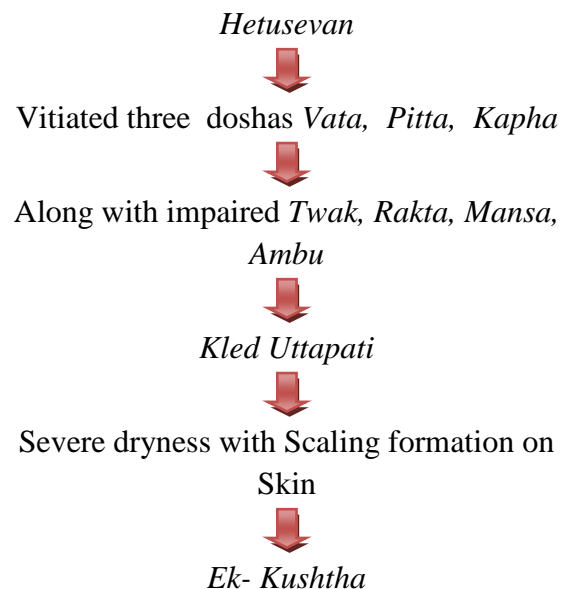 Hetusevan
Vitiated three doshas Vata, Pitta, Kapha
Along with impaired Twak, Rakta, Mansa,
Ambu
Kled Uttapati
Severe dryness with Scaling formation on
Skin
Ek- Kushtha